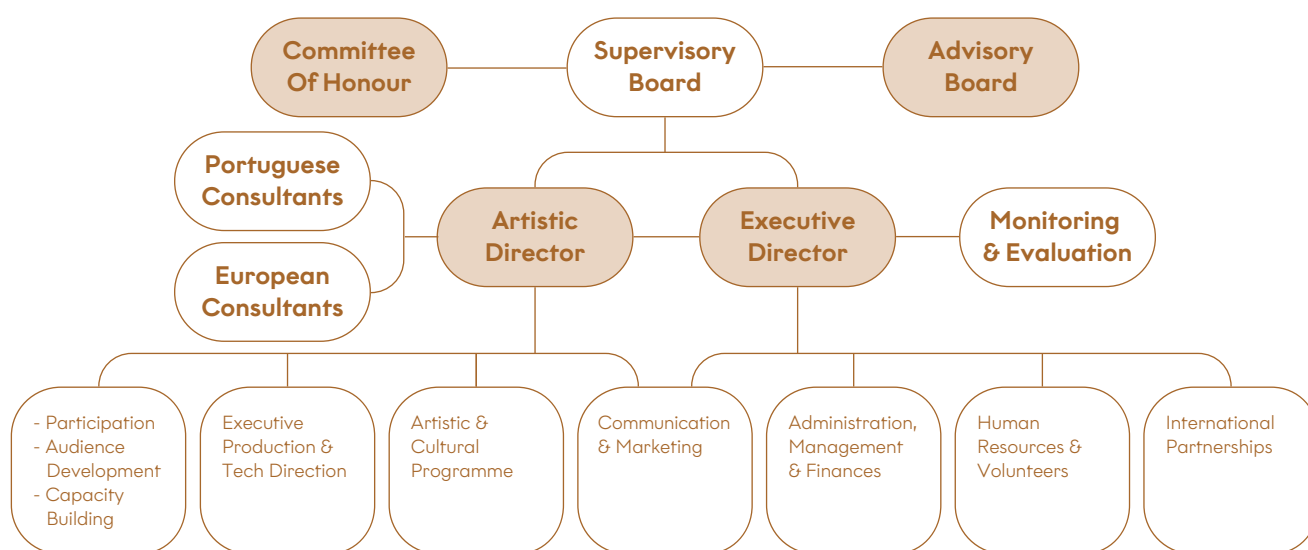 Committee
Of Honour
Supervisory
Board
Advisory
Board
Portuguese
Consultants
European
Consultants
Artistic
Director
Executive
Director
Monitoring
& Evaluation
- Participation
- Audience
Development
- Capacity
Building
Executive
Production &
Tech Direction
Artistic &
Cultural
Programme
Communication
& Marketing
Administration,
Management
& Finances
Human
Resources &
Volunteers
International
Partnerships